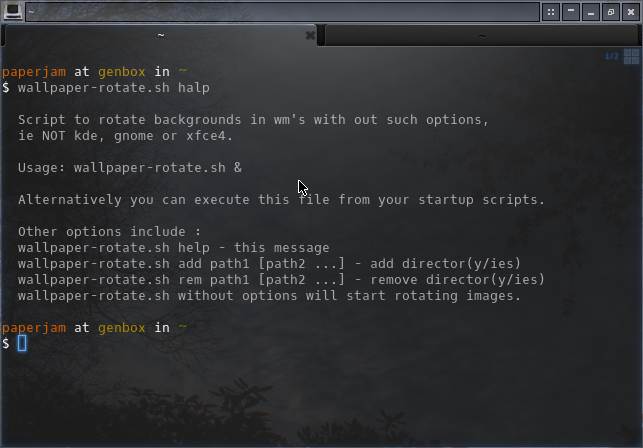 ~
~
~
1/2
paperjam at genbox in ~
$ wallpaper-rotate.sh halp
Script to rotate backgrounds in wm's with out such options,
ie NOT kde, gnome or xfce4.
Usage: wallpaper-rotate.sh &
Alternatively you can execute this file from your startup scripts.
Other options include :
wallpaper-rotate.sh help - this message
wallpaper-rotate.sh add path1 [path2 ...] - add director(y/ies)
wallpaper-rotate.sh rem path1 [path2 ...] - remove director(y/ies)
wallpaper-rotate.sh without options will start rotating images.
paperjam at genbox in ~
$